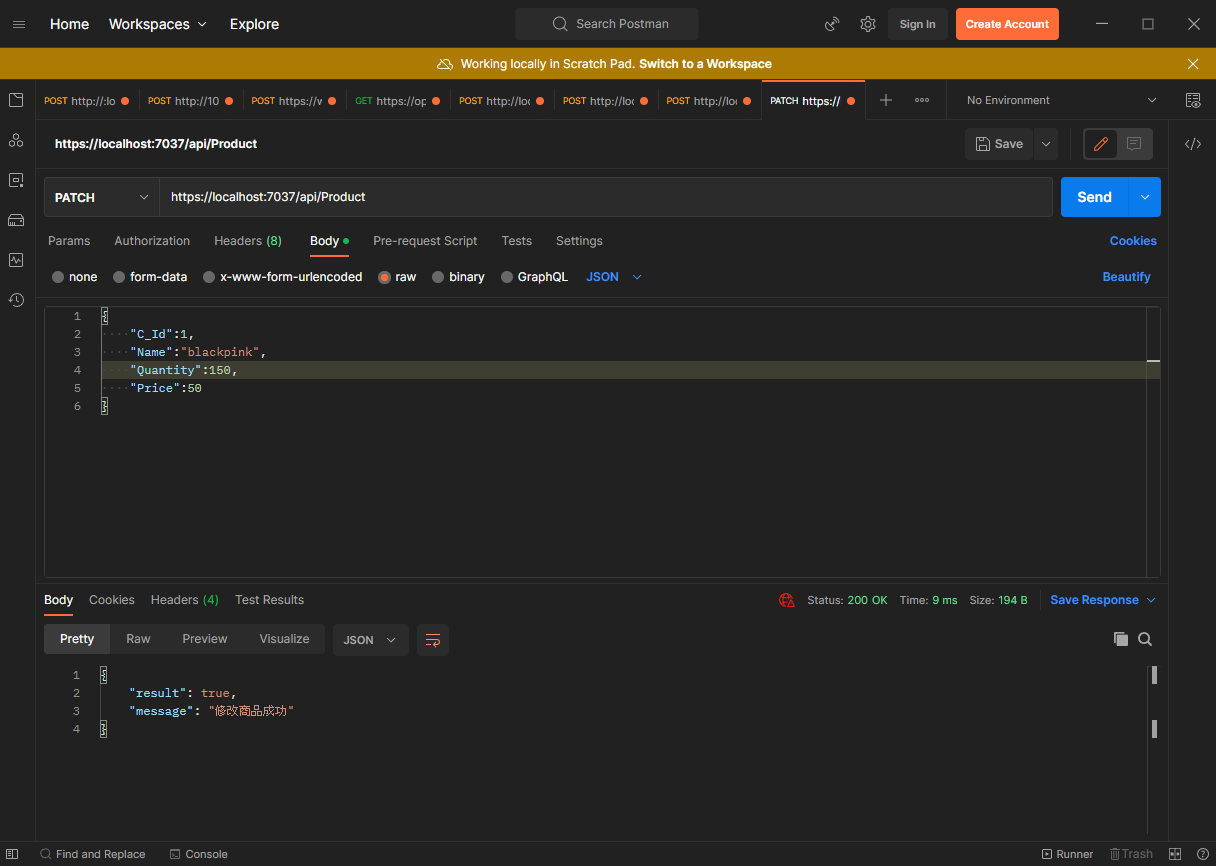 Home Workspaces Explore Search Postman Sign In Create Account
Working locally in Scratch Pad. Switch to a Workspace
POST http://:lo POST http://10 POST https://w GET https://op POST http://loc POST http://loc POST http://loc PATCH https:// No Environment
https://localhost:7037/api/Product Save
PATCH https://localhost:7037/api/Product Send
Params Authorization Headers (8) Body Pre-request Script Tests Settings Cookies
none form-data x-www-form-urlencoded raw binary GraphQL JSON Beautify
1 {
2 "C_Id":1,
3 "Name":"blackpink",
4 "Quantity":150,
5 "Price":50
6 }
Body Cookies Headers (4) Test Results Status: 200 OK Time: 9 ms Size: 194 B Save Response
Pretty Raw Preview Visualize JSON
1 {
2 "result": true,
3 "message": "修改商品成功"
4 }
Find and Replace Console Runner Trash